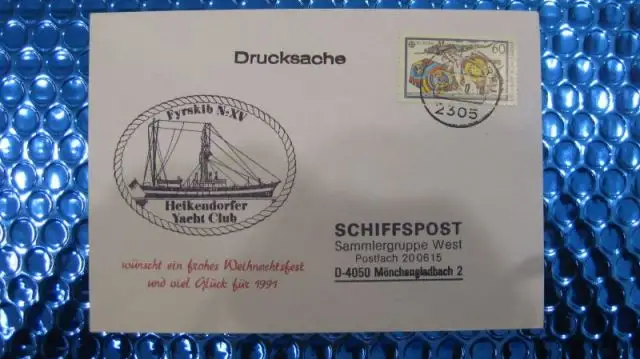 Drucksache
60
2305
Fyrskib N-XV
Heikendorfer
Yacht Club
SCHIFFSPOST
Sammlergruppe West
Postfach 200615
D-4050 Mönchengladbach 2
wünscht ein frohes Weihnachtsfest
und viel Glück für 1991